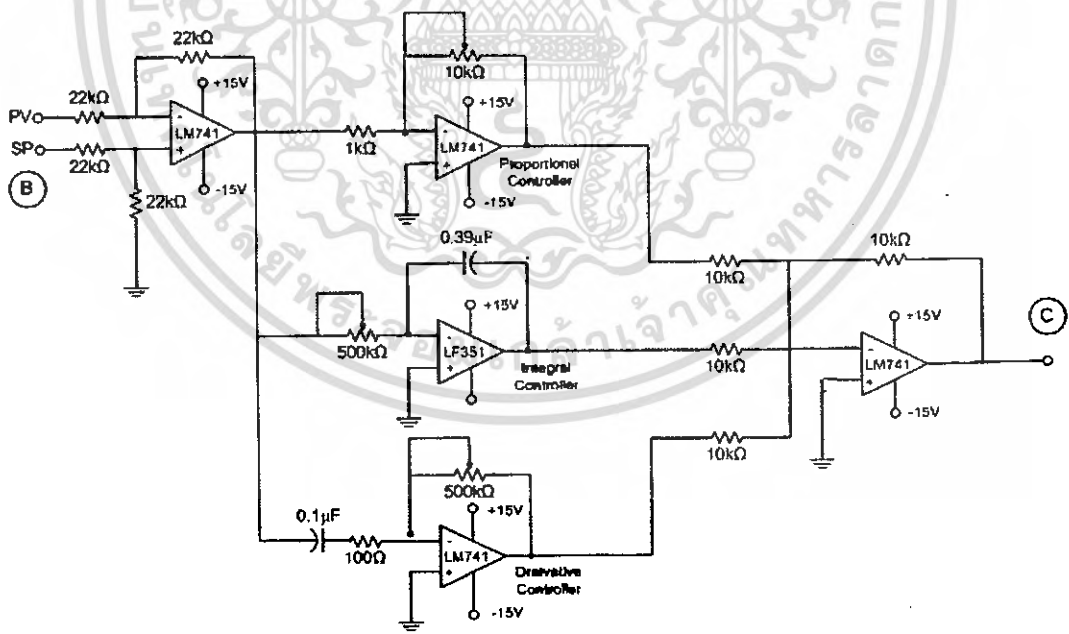 22kΩ
+15V
22kΩ
PV
LM741
SP
22kΩ
B
22kΩ
-15V
10kΩ
+15V
1kΩ
LM741
Proportional
Controller
-15V
0.39μF
+15V
500kΩ
LF351
Integral
Controller
10kΩ
10kΩ
10kΩ
+15V
C
LM741
-15V
10kΩ
500kΩ
0.1μF
+15V
100Ω
LM741
Drerivative
Controller
-15V